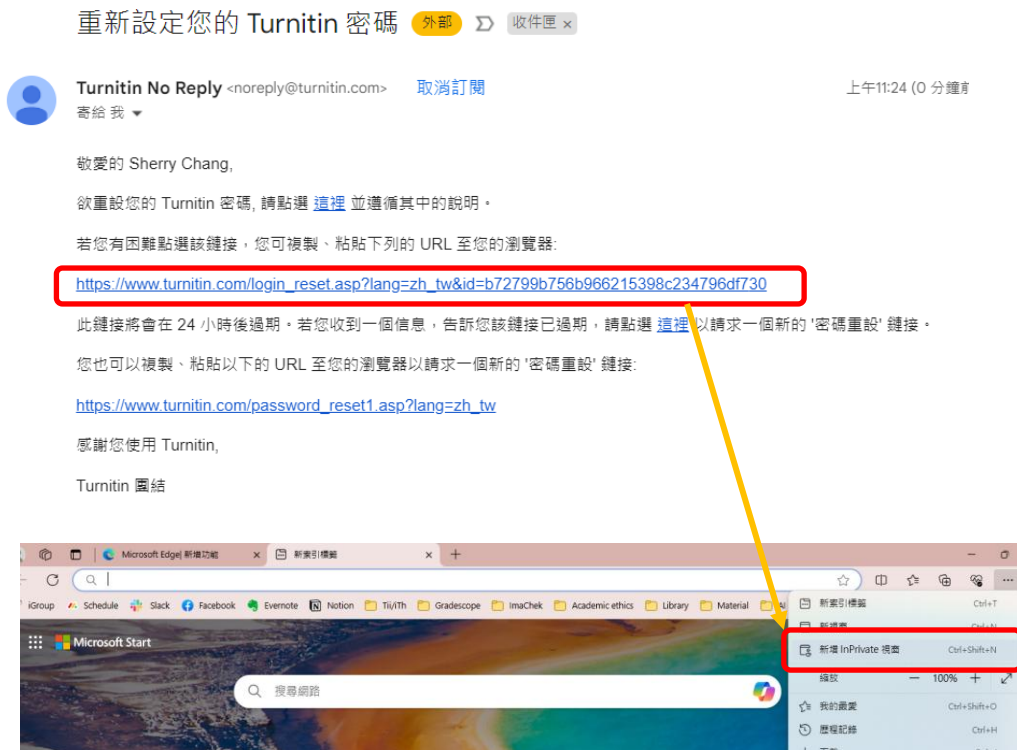 重新設定您的 Turnitin 密碼 外部 收件匣 ×
Turnitin No Reply <noreply@turnitin.com> 取消訂閱 上午11:24 (0 分鐘前
寄給 我
敬愛的 Sherry Chang,
欲重設您的 Turnitin 密碼, 請點選 這裡 並遵循其中的說明。
若您有困難點選該鏈接，您可複製、粘貼下列的 URL 至您的瀏覽器:
https://www.turnitin.com/login_reset.asp?lang=zh_tw&id=b72799b756b966215398c234796df730
此鏈接將會在 24 小時後過期。若您收到一個信息，告訴您該鏈接已過期，請點選 這裡 以請求一個新的 '密碼重設' 鏈接。
您也可以複製、粘貼以下的 URL 至您的瀏覽器以請求一個新的 '密碼重設' 鏈接:
https://www.turnitin.com/password_reset1.asp?lang=zh_tw
感謝您使用 Turnitin,
Turnitin 團結
Microsoft Edge| 新增功能 × 新索引標籤 × +
iGroup Schedule Slack Facebook Evernote Notion Tii/iTh Gradescope ImaChek Academic ethics Library Material AI
新索引標籤 Ctrl+T
新視窗 Ctrl+N
Microsoft Start
新增 InPrivate 視窗 Ctrl+Shift+N
縮放 — 100% +
搜尋網路
我的最愛 Ctrl+Shift+O
歷程記錄 Ctrl+H